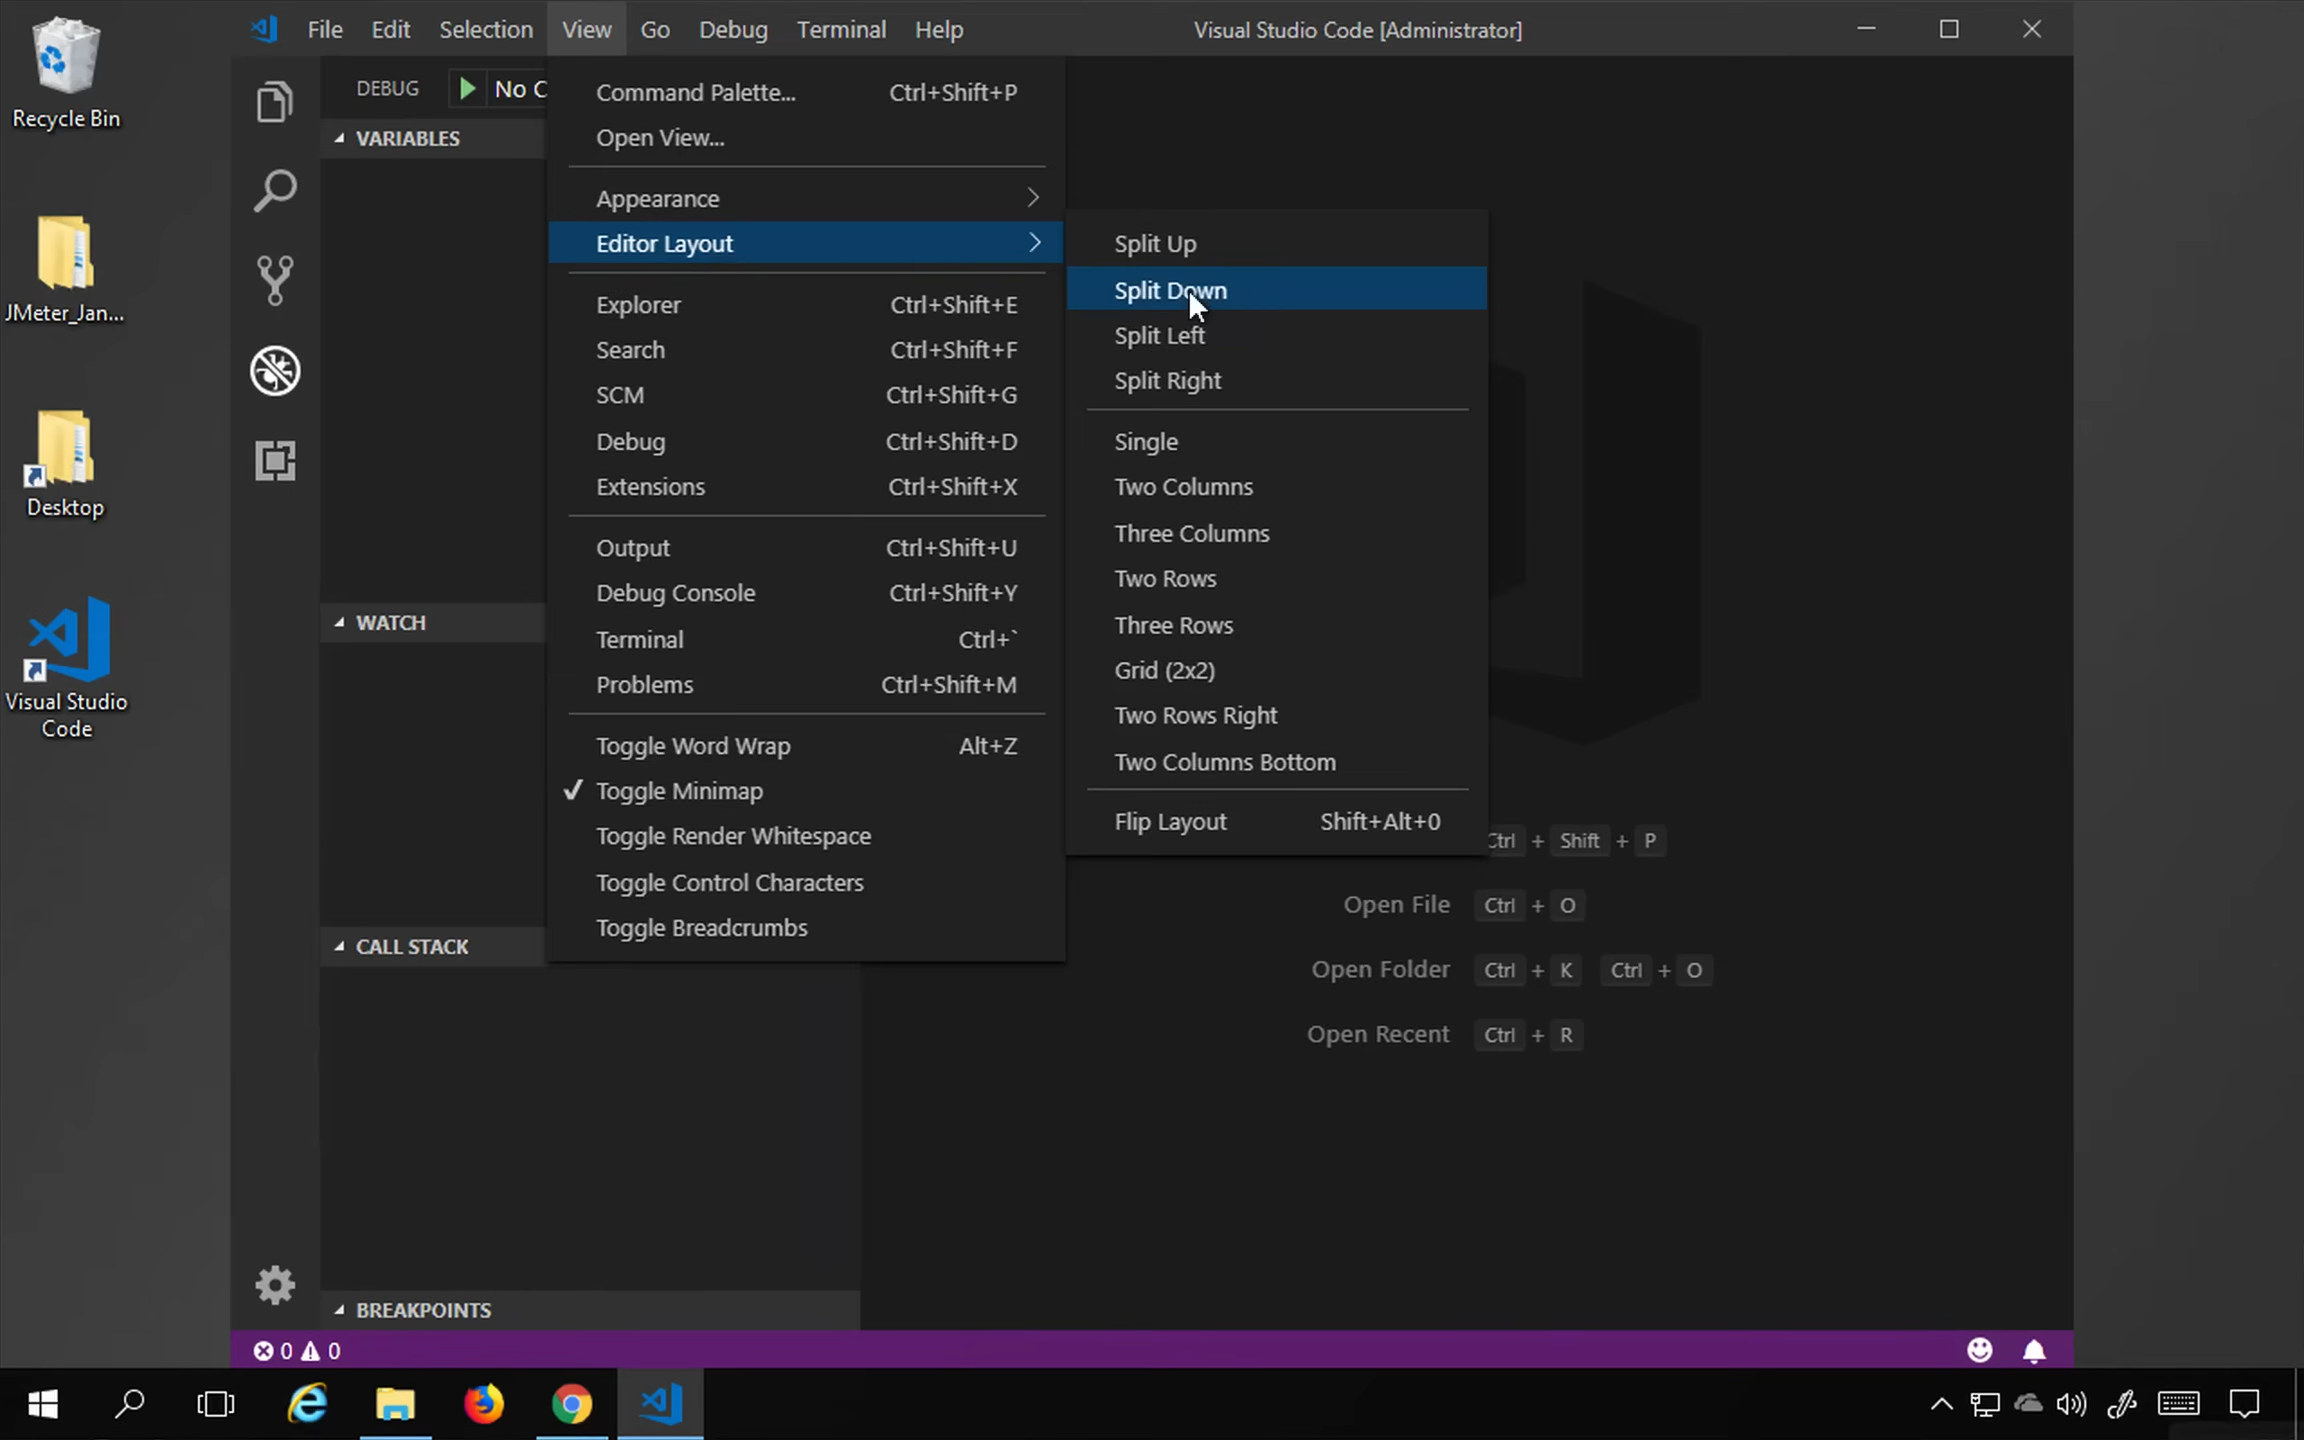 File Edit Selection View Go Debug Terminal Help Visual Studio Code [Administrator]
Recycle Bin
JMeter_Jan...
Desktop
Visual Studio
Code
DEBUG No C
VARIABLES
WATCH
CALL STACK
BREAKPOINTS
Command Palette... Ctrl+Shift+P
Open View...
Appearance
Editor Layout
Explorer Ctrl+Shift+E
Search Ctrl+Shift+F
SCM Ctrl+Shift+G
Debug Ctrl+Shift+D
Extensions Ctrl+Shift+X
Output Ctrl+Shift+U
Debug Console Ctrl+Shift+Y
Terminal Ctrl+`
Problems Ctrl+Shift+M
Toggle Word Wrap Alt+Z
Toggle Minimap
Toggle Render Whitespace
Toggle Control Characters
Toggle Breadcrumbs
Split Up
Split Down
Split Left
Split Right
Single
Two Columns
Three Columns
Two Rows
Three Rows
Grid (2x2)
Two Rows Right
Two Columns Bottom
Flip Layout Shift+Alt+0
Ctrl + Shift + P
Open File Ctrl + O
Open Folder Ctrl + K Ctrl + O
Open Recent Ctrl + R
0 0